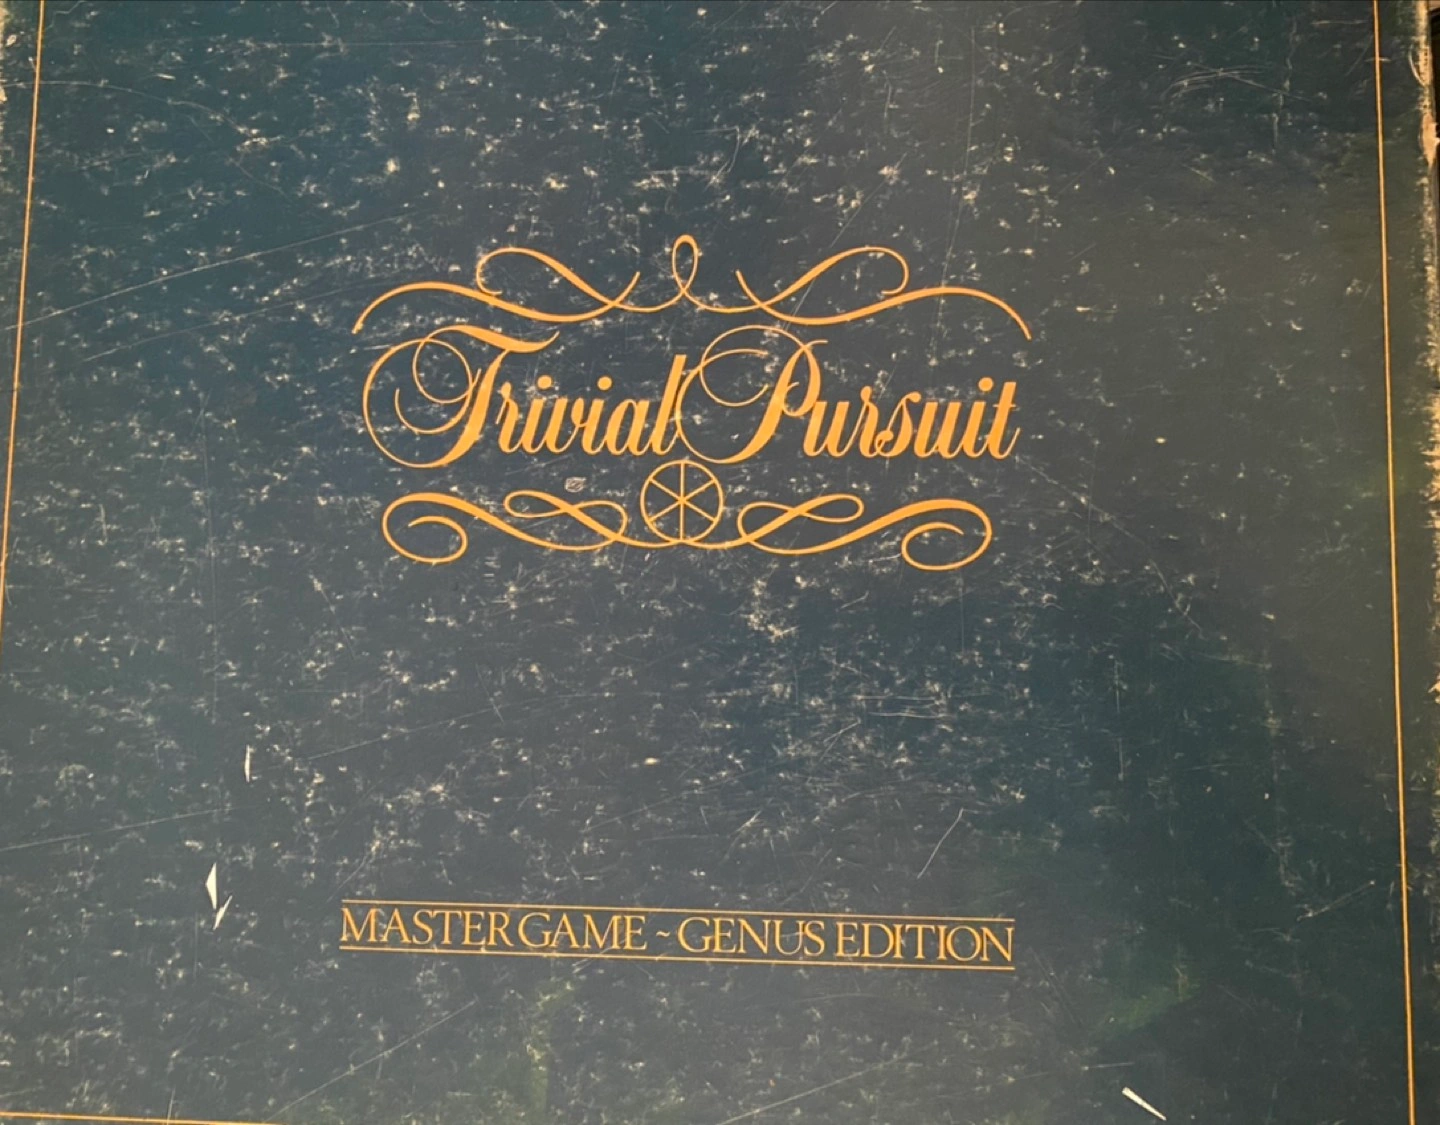 Trivial Pursuit
MASTER GAME ~ GENUS EDITION